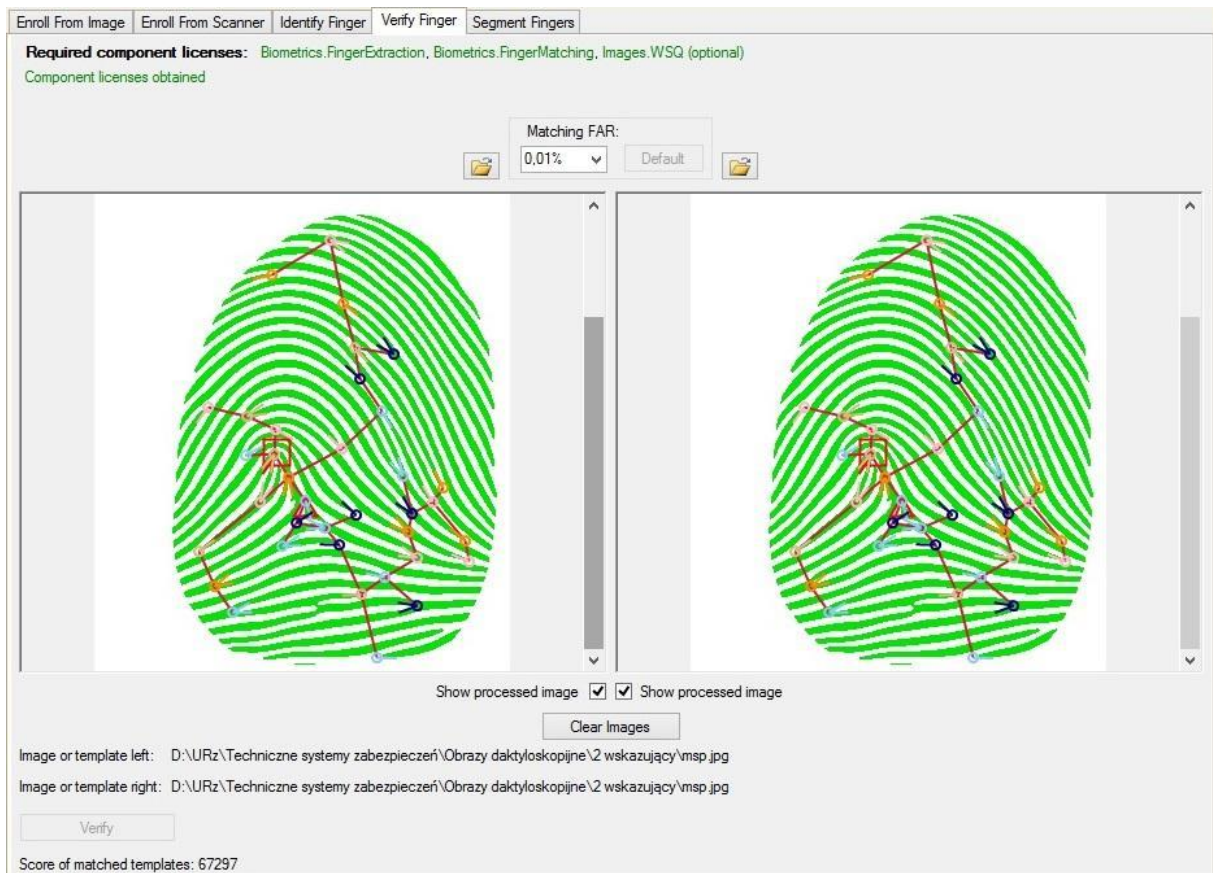 Enroll From Image Enroll From Scanner Identify Finger Verify Finger Segment Fingers
Required component licenses: Biometrics.FingerExtraction, Biometrics.FingerMatching, Images.WSQ (optional)
Component licenses obtained
Matching FAR:
0,01% Default
Show processed image Show processed image
Clear Images
Image or template left: D:\URz\Techniczne systemy zabezpieczeń\Obrazy daktyloskopijne\2 wskazujący\msp.jpg
Image or template right: D:\URz\Techniczne systemy zabezpieczeń\Obrazy daktyloskopijne\2 wskazujący\msp.jpg
Verify
Score of matched templates: 67297